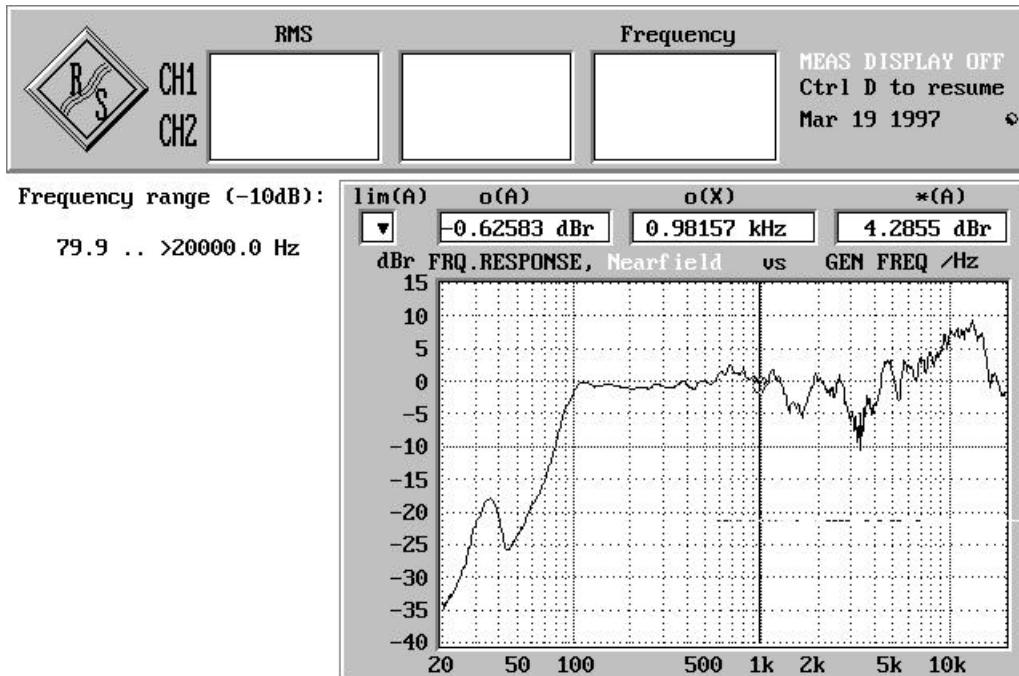 RMS
Frequency
R
S
CH1
CH2
MEAS DISPLAY OFF
Ctrl D to resume
Mar 19 1997
Frequency range (-10dB):
79.9 .. >20000.0 Hz
lim(A) o(A) o(X) *(A)
▼ -0.62583 dBr 0.98157 kHz 4.2855 dBr
dBr FRQ.RESPONSE, Nearfield vs GEN FREQ /Hz
15
10
5
0
-5
-10
-15
-20
-25
-30
-35
-40
20 50 100 500 1k 2k 5k 10k